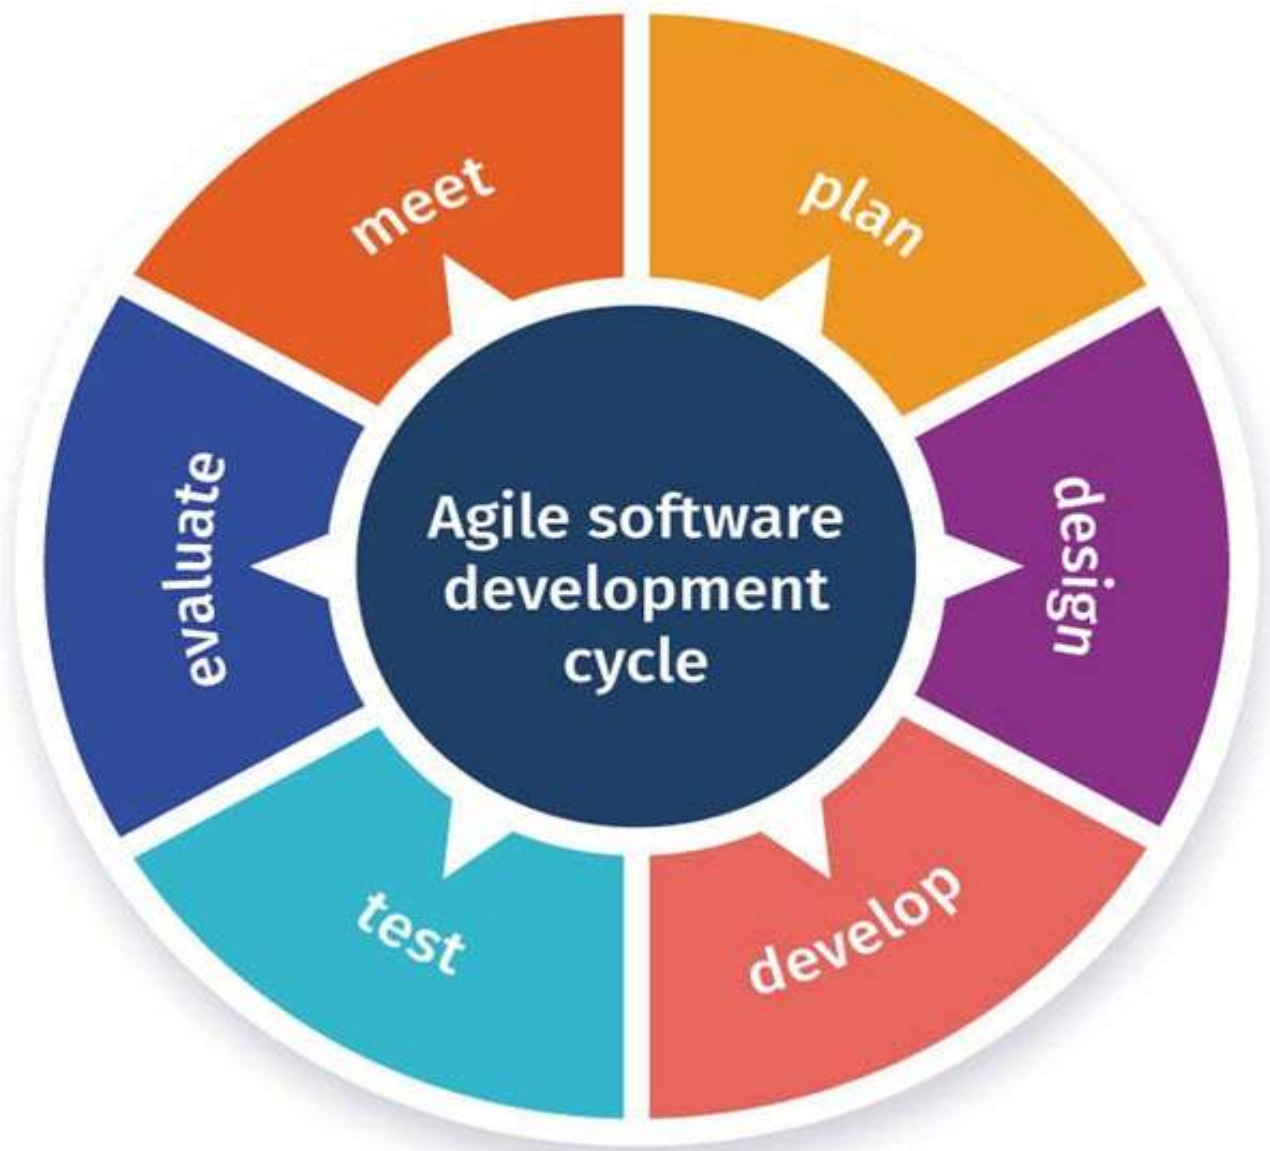 meet
plan
design
develop
test
evaluate
Agile software
development
cycle